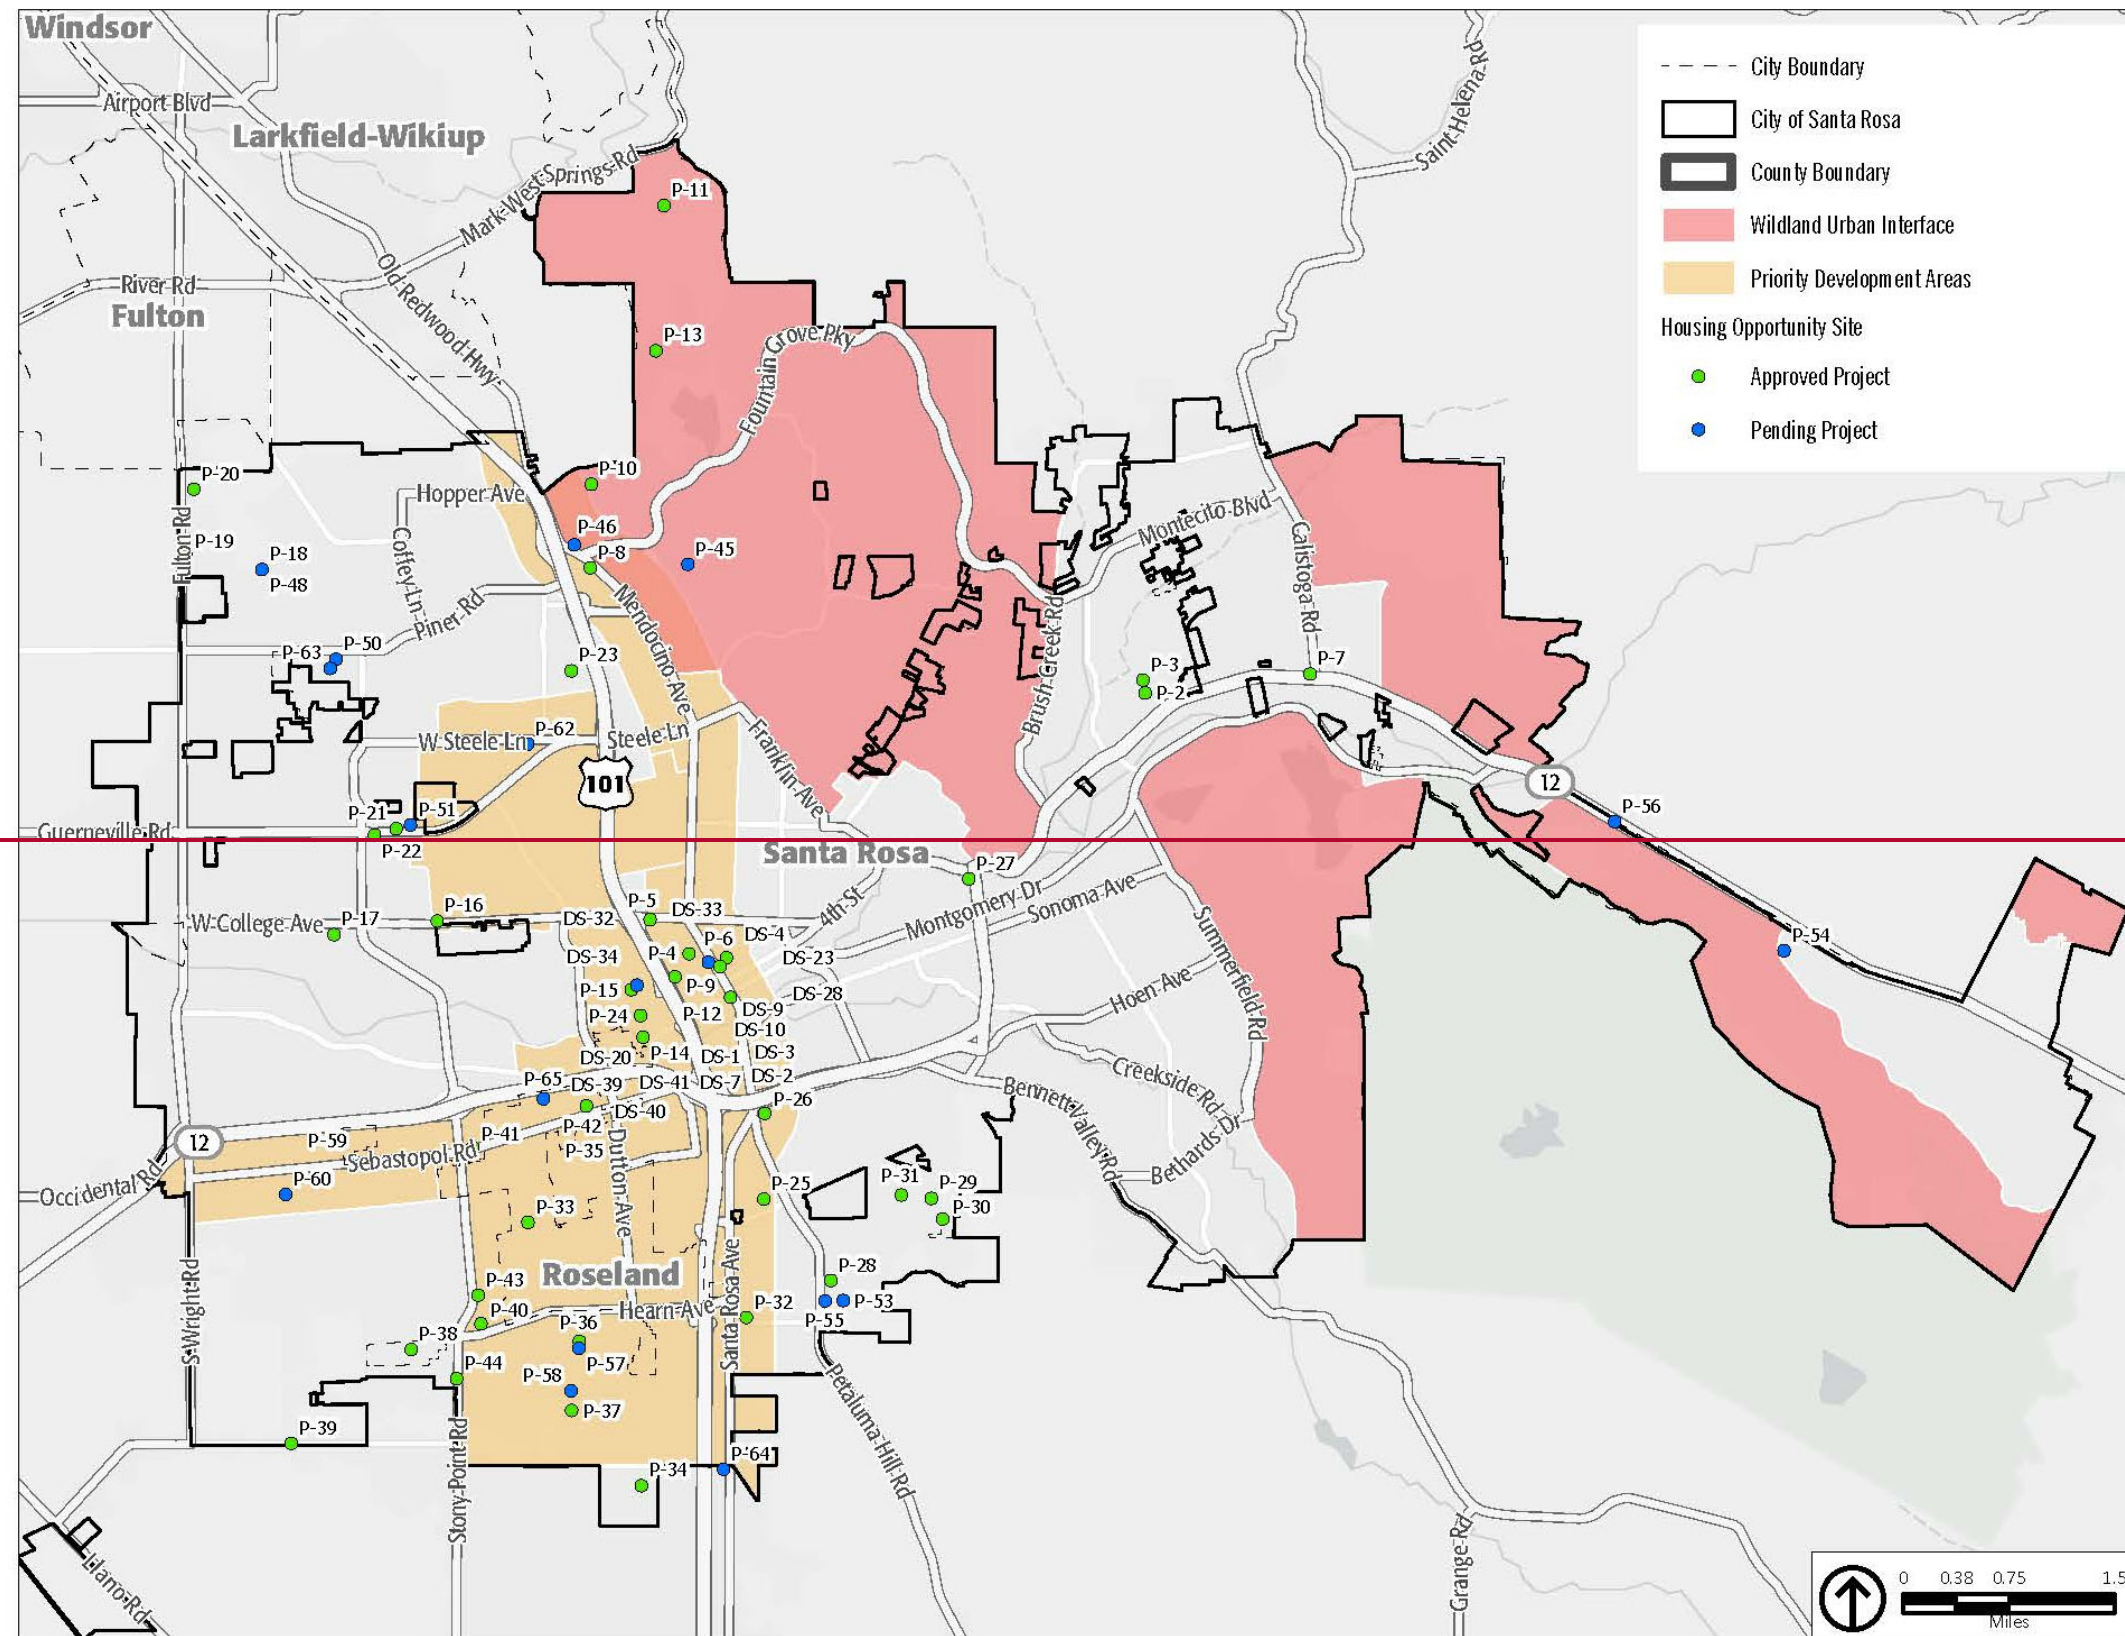 Windsor
Airport Blvd
Larkfield-Wikiup
Mark West Springs Rd
Saint Helena Rd
City Boundary
City of Santa Rosa
County Boundary
Wildland Urban Interface
Priority Development Areas
Housing Opportunity Site
Approved Project
Pending Project
P-11
River Rd
Fulton
Old Redwood Hwy
P-13
Fountain Grove Pky
P-10
P-20
Hopper Ave
Fulton Rd
Coffey Ln
P-46
P-19
P-18
P-48
P-8
P-45
Montecito Blvd
Calistoga Rd
Piner Rd
Mendocino Ave
Brush Creek Rd
P-63
P-50
P-23
P-3
P-2
P-7
W Steele Ln
P-62
Steele Ln
Franklin Ave
101
12
P-56
P-21
P-51
Guerneville Rd
P-22
Santa Rosa
P-27
4th St
Montgomery Dr
Sonoma Ave
Summerfield Rd
W College Ave
P-17
P-16
DS-32
P-5
DS-33
P-6
DS-4
DS-34
P-4
DS-23
P-54
P-15
P-9
DS-28
Hoen Ave
P-24
P-12
DS-9
DS-10
DS-20
P-14
DS-1
DS-3
Creekside Rd
P-65
DS-39
DS-41
DS-7
DS-2
Bennett Valley Rd
DS-40
P-26
12
P-59
P-41
P-42
P-35
Dutton Ave
Sebastopol Rd
Bethards Dr
Occidental Rd
P-60
P-33
P-25
P-31
P-29
P-30
S Wright Rd
Roseland
P-43
P-28
P-40
Hearn Ave
Santa Rosa Ave
P-32
P-53
P-55
P-38
P-36
P-44
P-57
P-58
P-37
Petaluma Hill Rd
P-39
Stony Point Rd
P-64
P-34
Llano Rd
Grange Rd
0 0.38 0.75 1.5
Miles